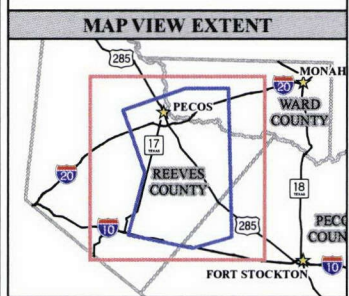 MAP VIEW EXTENT
285
MONAH
20
PECOS
WARD
COUNTY
17
TEXAS
20
REEVES
COUNTY
18
TEXAS
10
285
PECO
COUN
FORT STOCKTON
10